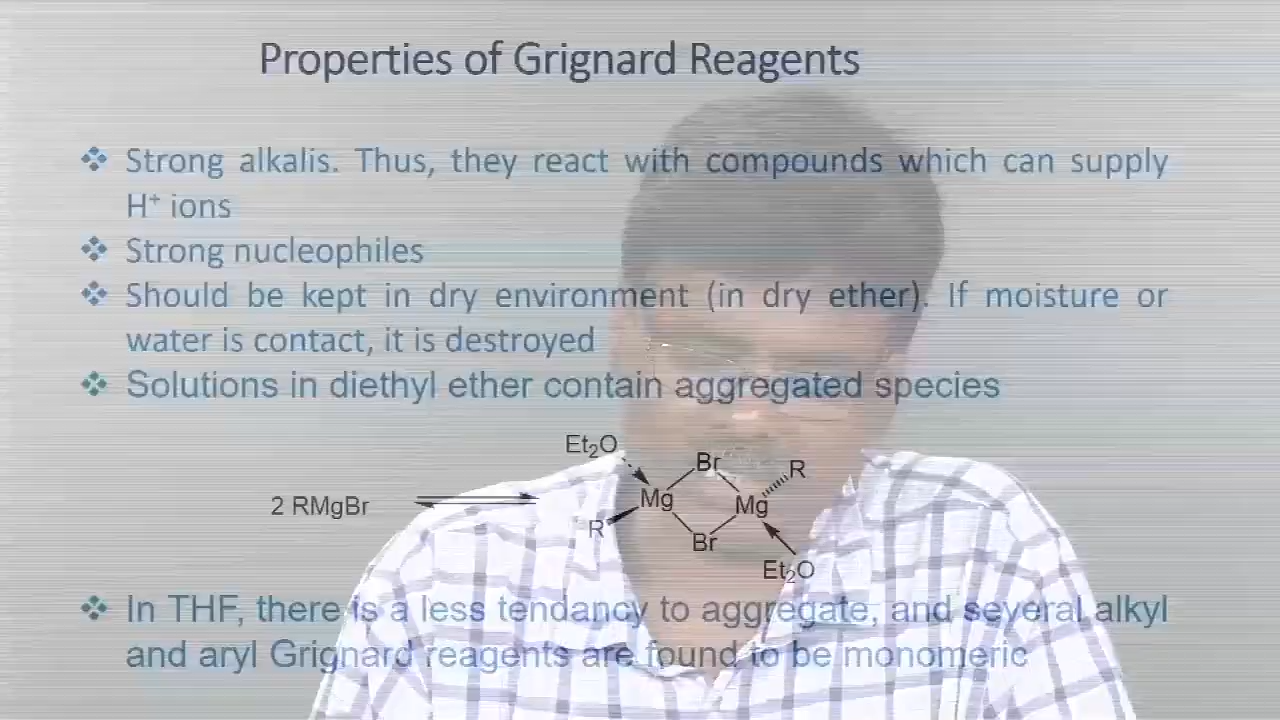 Properties of Grignard Reagents
Strong alkalis. Thus, they react with compounds which can supply
H⁺ ions
Strong nucleophiles
Should be kept in dry environment (in dry ether). If moisture or
water is contact, it is destroyed
Solutions in diethyl ether contain aggregated species
Et₂O
Br
R
2 RMgBr
Mg
Mg
R
Br
Et₂O
In THF, there is a less tendancy to aggregate, and several alkyl
and aryl Grignard reagents are found to be monomeric